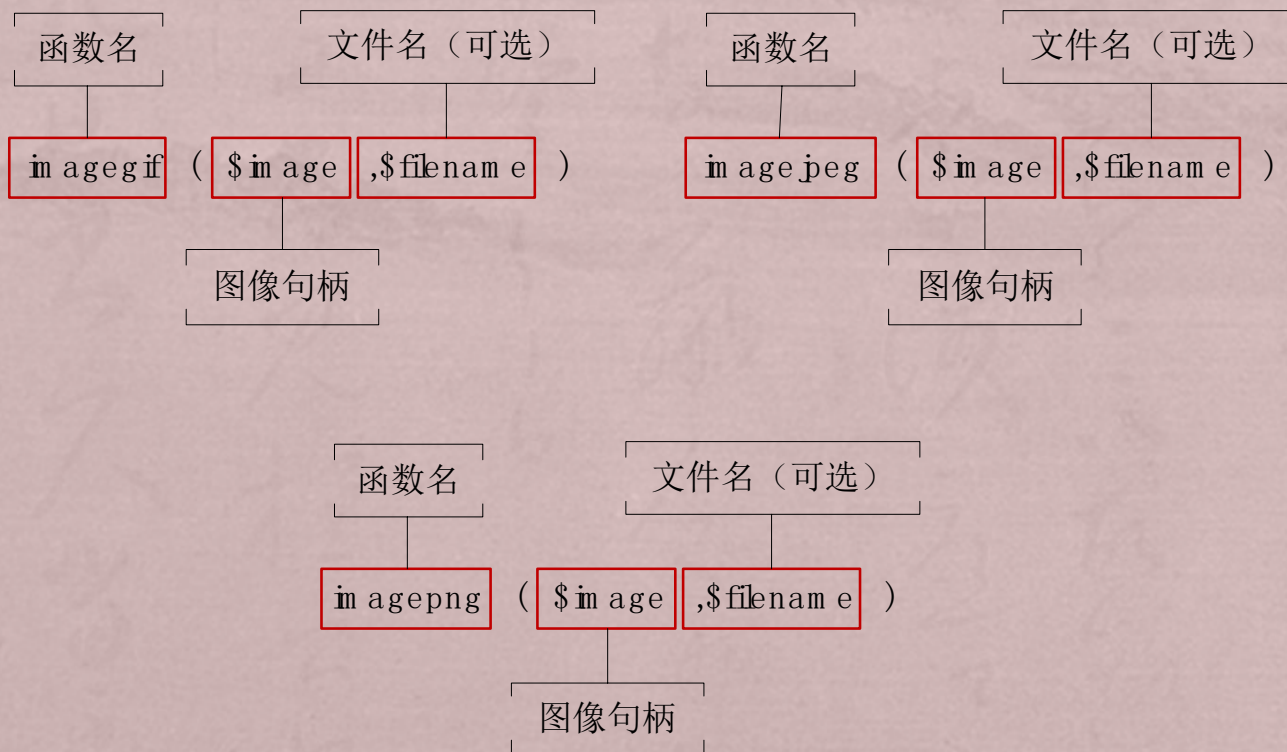 函数名 文件名（可选）
imagegif ( $image ,$filename )
图像句柄
函数名 文件名（可选）
imagejpeg ( $image ,$filename )
图像句柄
函数名 文件名（可选）
imagepng ( $image ,$filename )
图像句柄